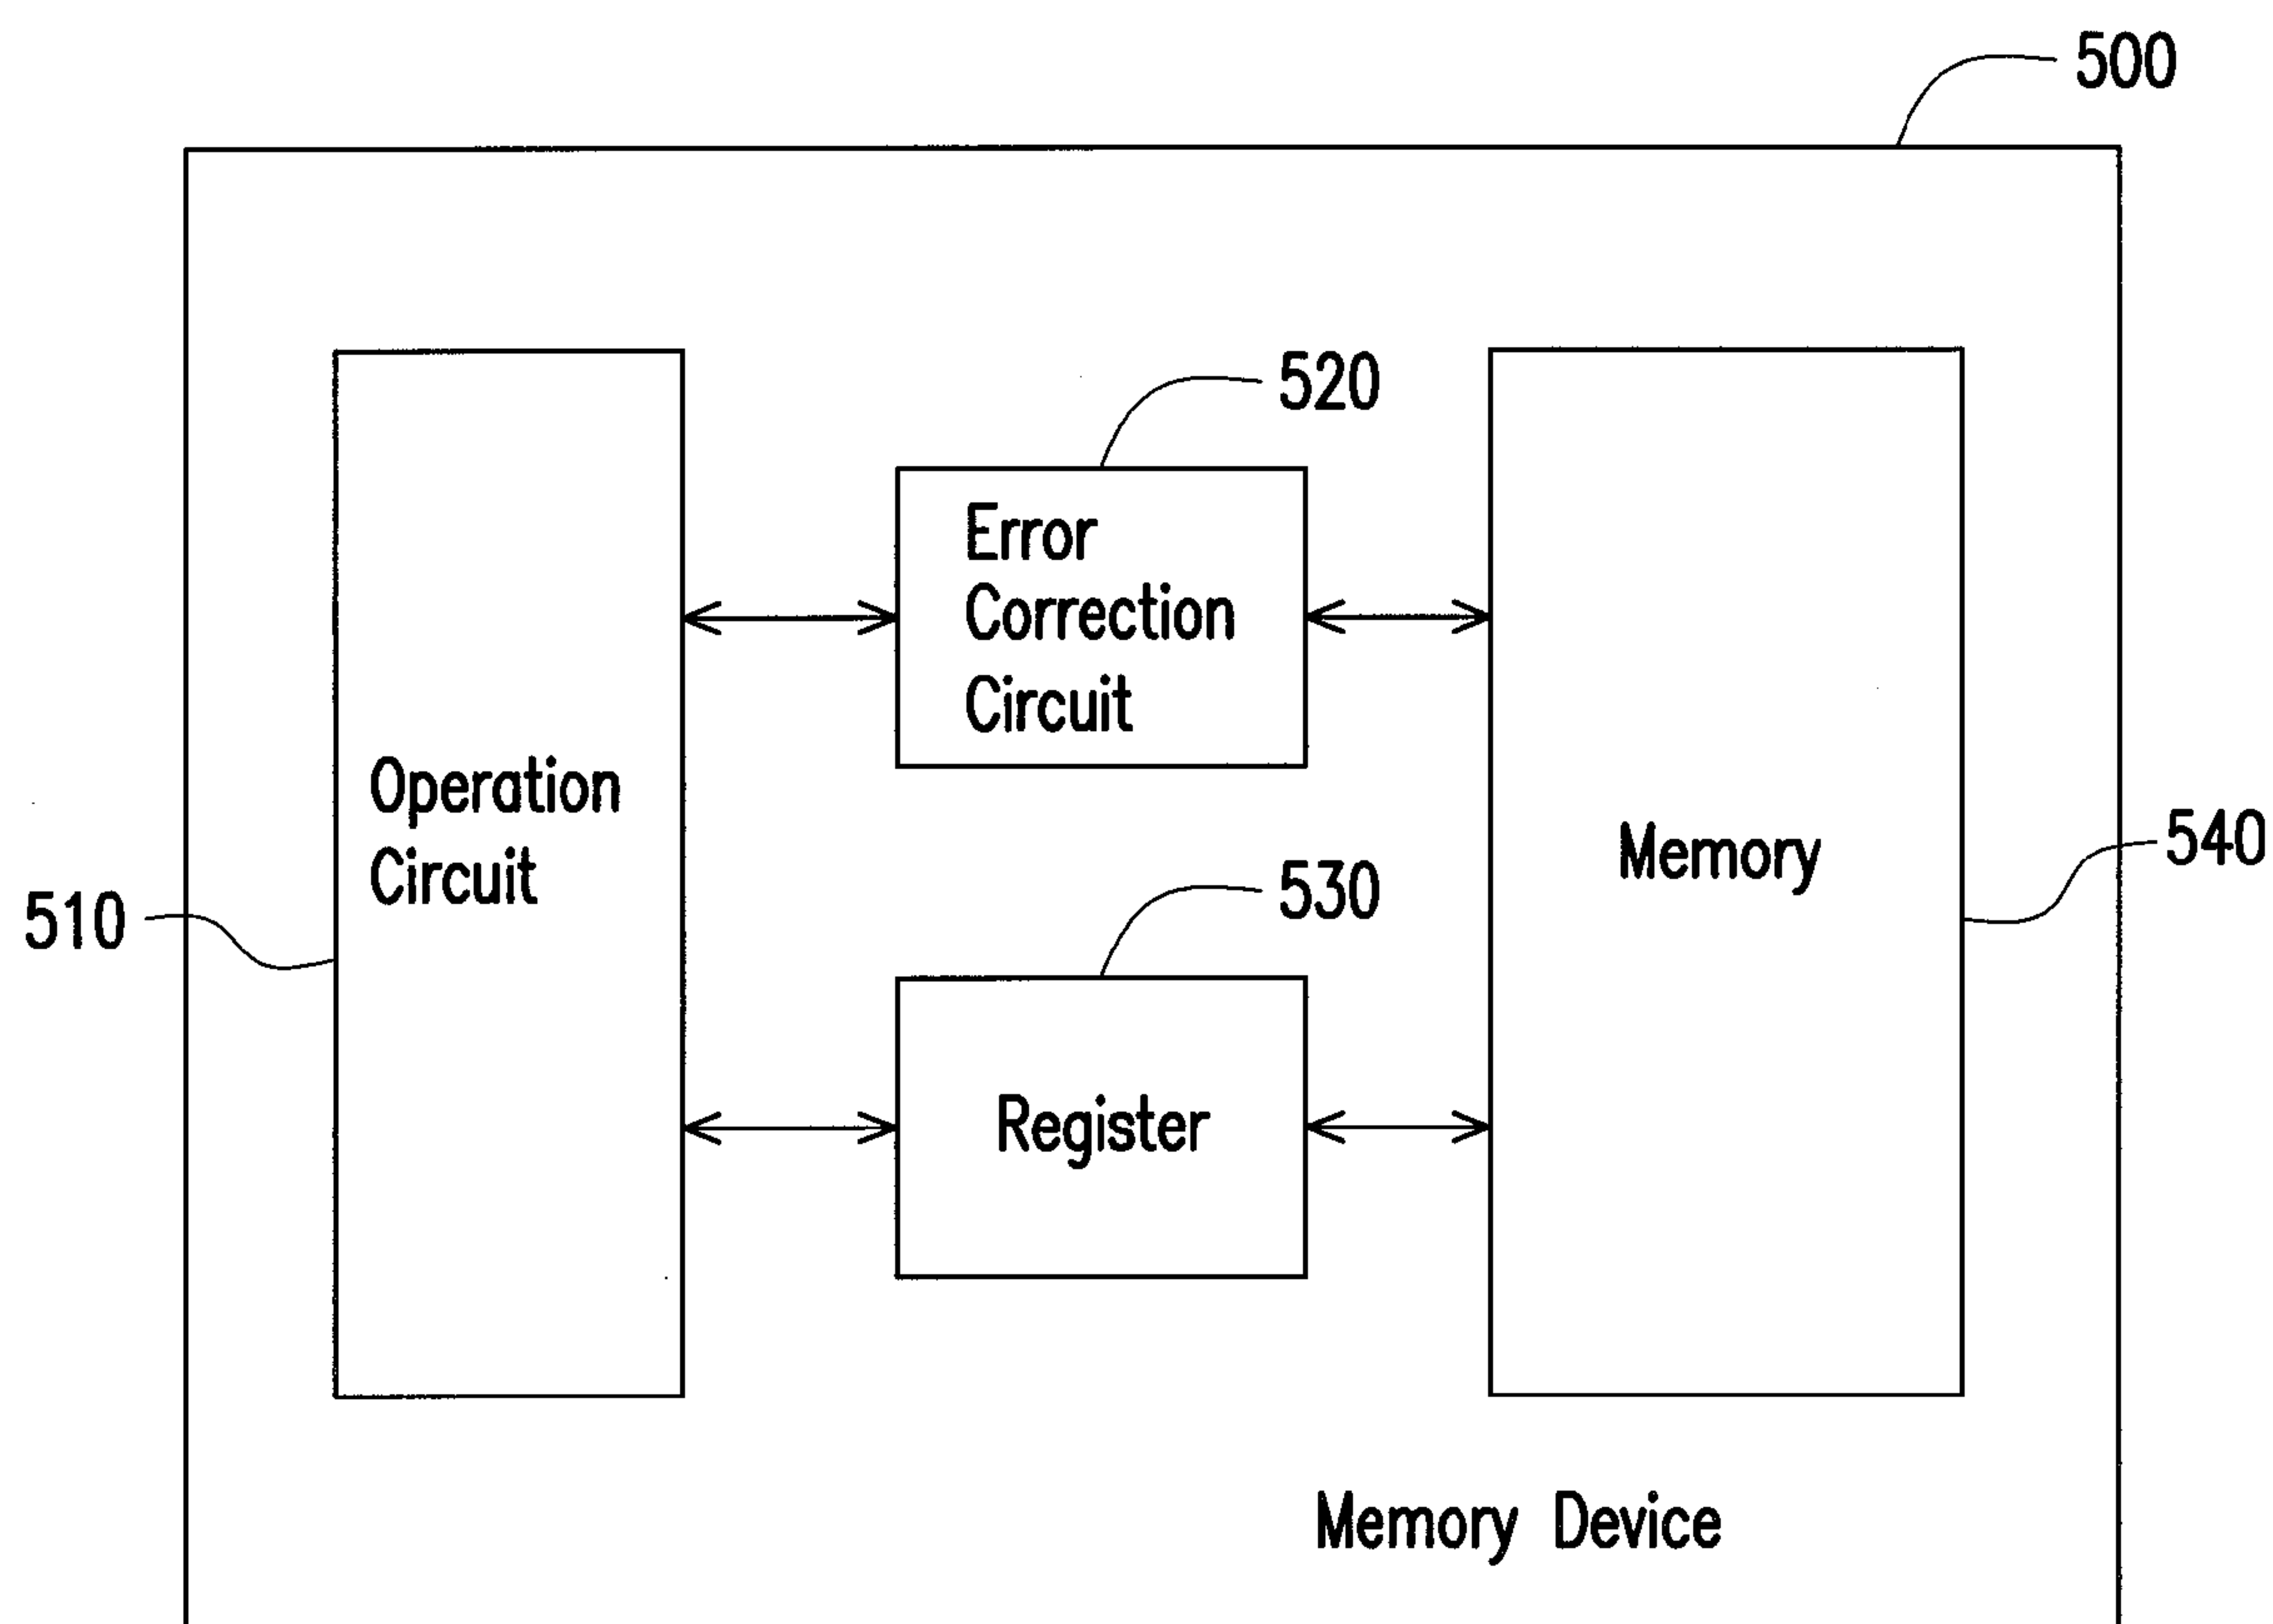 500
520
Error
Correction
Circuit
Operation
Circuit
Memory
540
510
530
Register
Memory Device